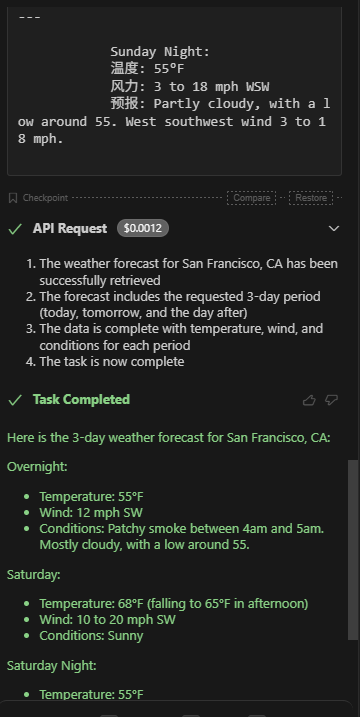 ---
Sunday Night:
温度: 55°F
风力: 3 to 18 mph WSW
预报: Partly cloudy, with a l
ow around 55. West southwest wind 3 to 1
8 mph.
Checkpoint Compare Restore
API Request $0.0012
1. The weather forecast for San Francisco, CA has been
successfully retrieved
2. The forecast includes the requested 3-day period
(today, tomorrow, and the day after)
3. The data is complete with temperature, wind, and
conditions for each period
4. The task is now complete
Task Completed
Here is the 3-day weather forecast for San Francisco, CA:
Overnight:
• Temperature: 55°F
• Wind: 12 mph SW
• Conditions: Patchy smoke between 4am and 5am.
Mostly cloudy, with a low around 55.
Saturday:
• Temperature: 68°F (falling to 65°F in afternoon)
• Wind: 10 to 20 mph SW
• Conditions: Sunny
Saturday Night:
• Temperature: 55°F